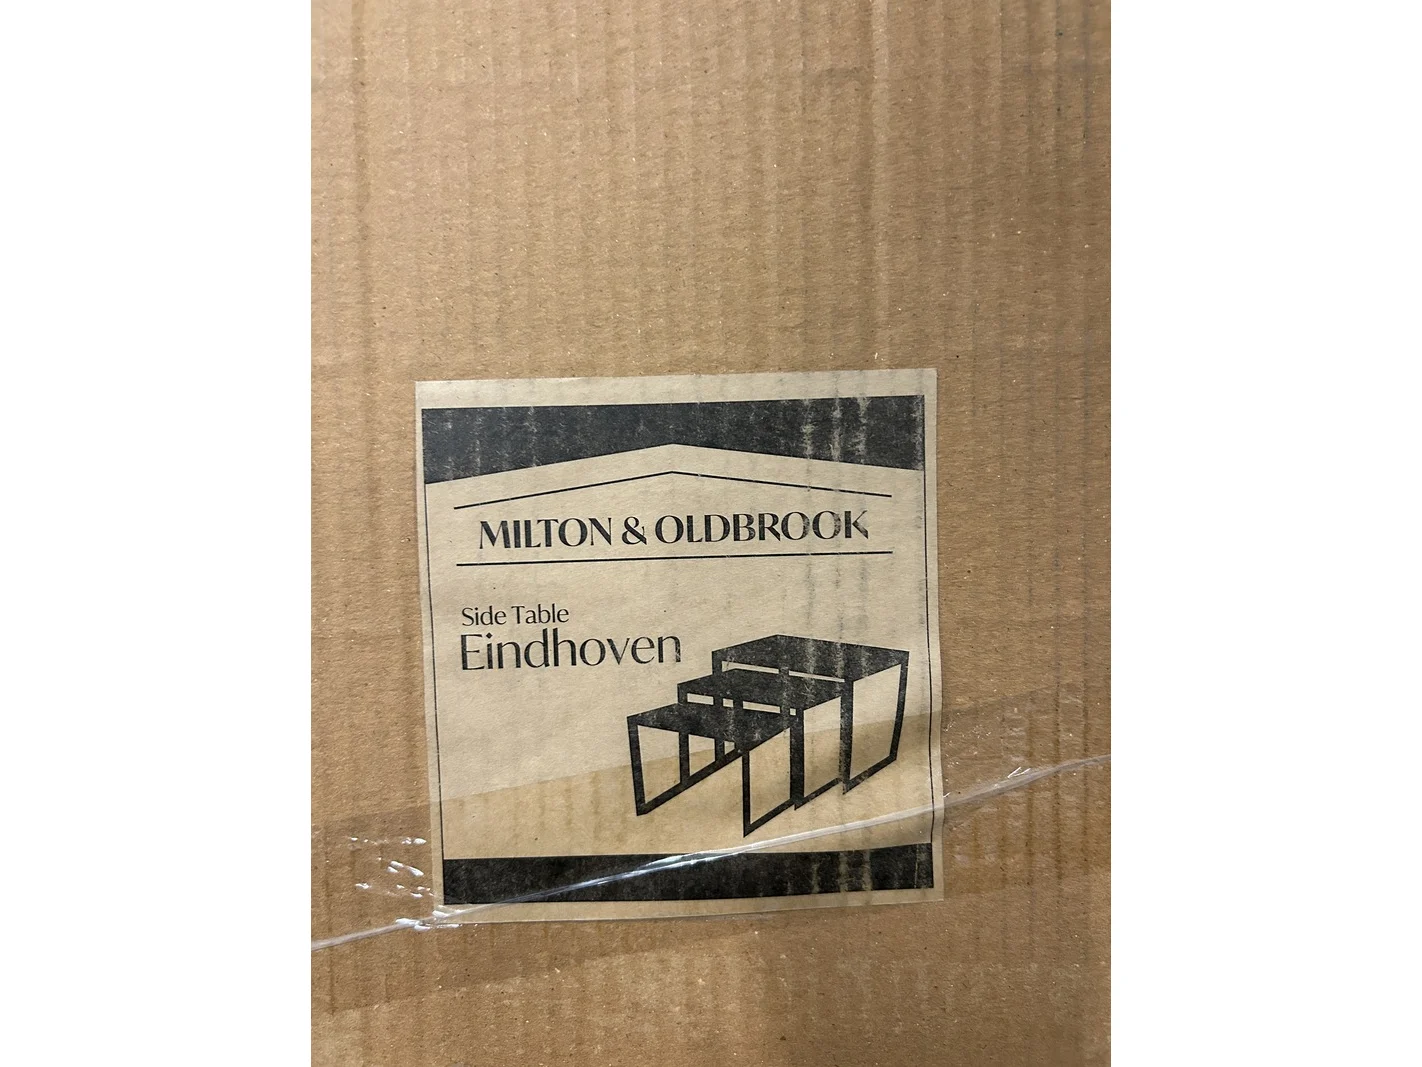 MILTON & OLDBROOK
Side Table
Eindhoven